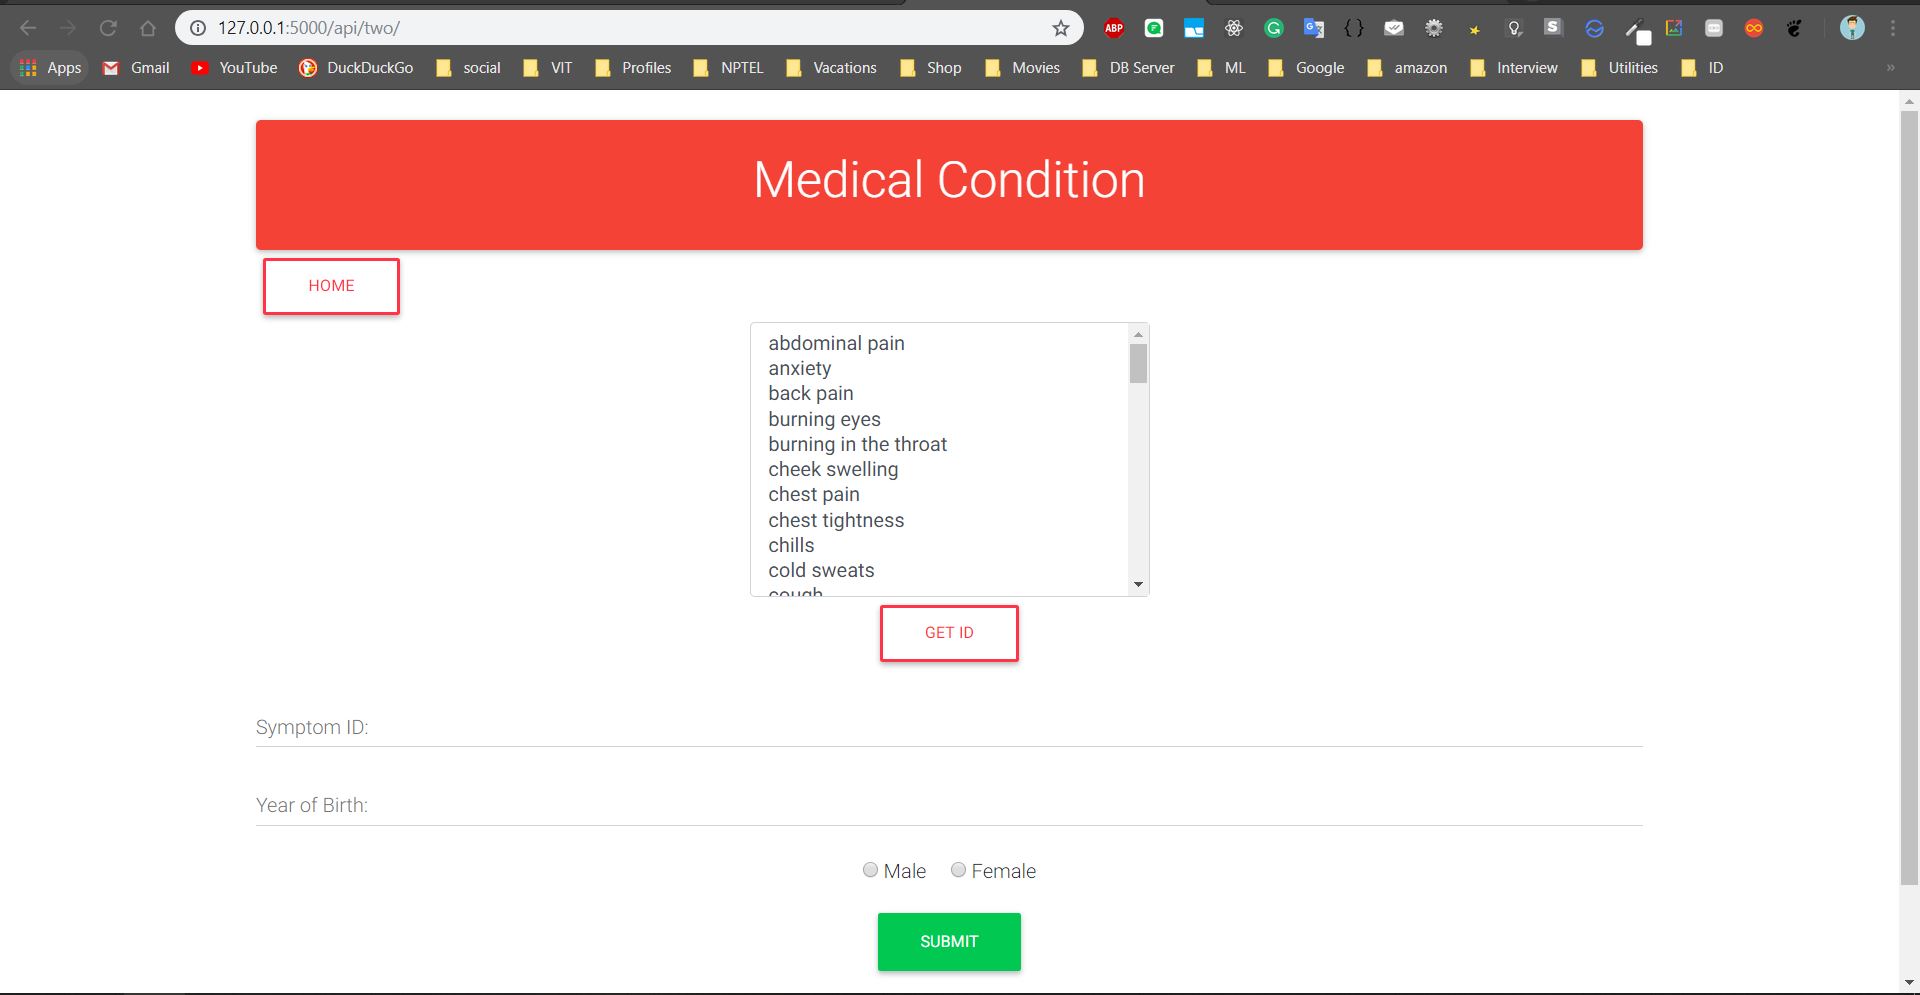 127.0.0.1:5000/api/two/
ABP
Apps Gmail YouTube DuckDuckGo social VIT Profiles NPTEL Vacations Shop Movies DB Server ML Google amazon Interview Utilities ID »
Medical Condition
HOME
abdominal pain
anxiety
back pain
burning eyes
burning in the throat
cheek swelling
chest pain
chest tightness
chills
cold sweats
cough
GET ID
Symptom ID:
Year of Birth:
Male Female
SUBMIT